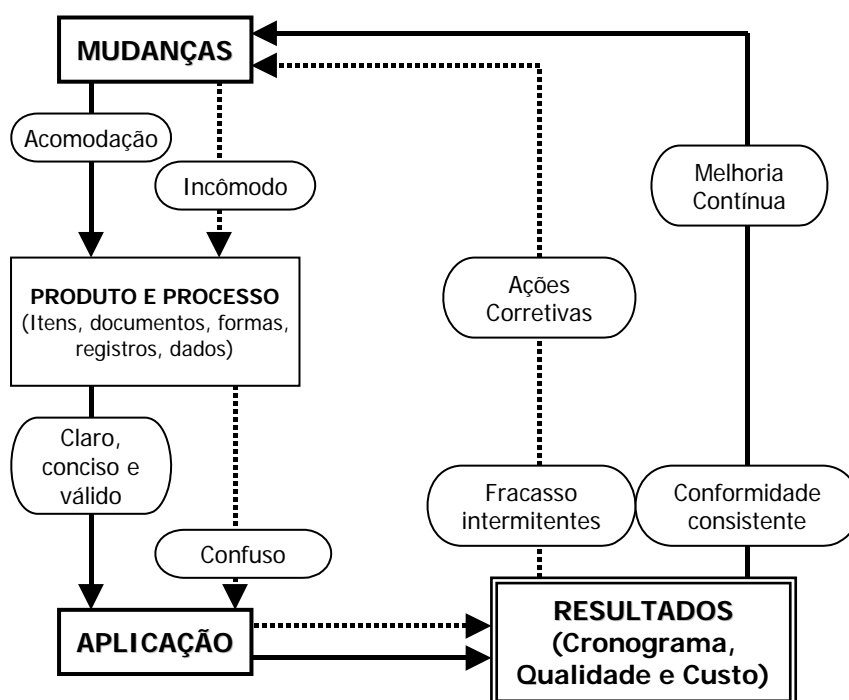 MUDANÇAS
Acomodação
Incômodo
Melhoria
Contínua
PRODUTO E PROCESSO
(Itens, documentos, formas,
registros, dados)
Ações
Corretivas
Claro,
conciso e
válido
Fracasso
intermitentes
Conformidade
consistente
Confuso
APLICAÇÃO
RESULTADOS
(Cronograma,
Qualidade e Custo)